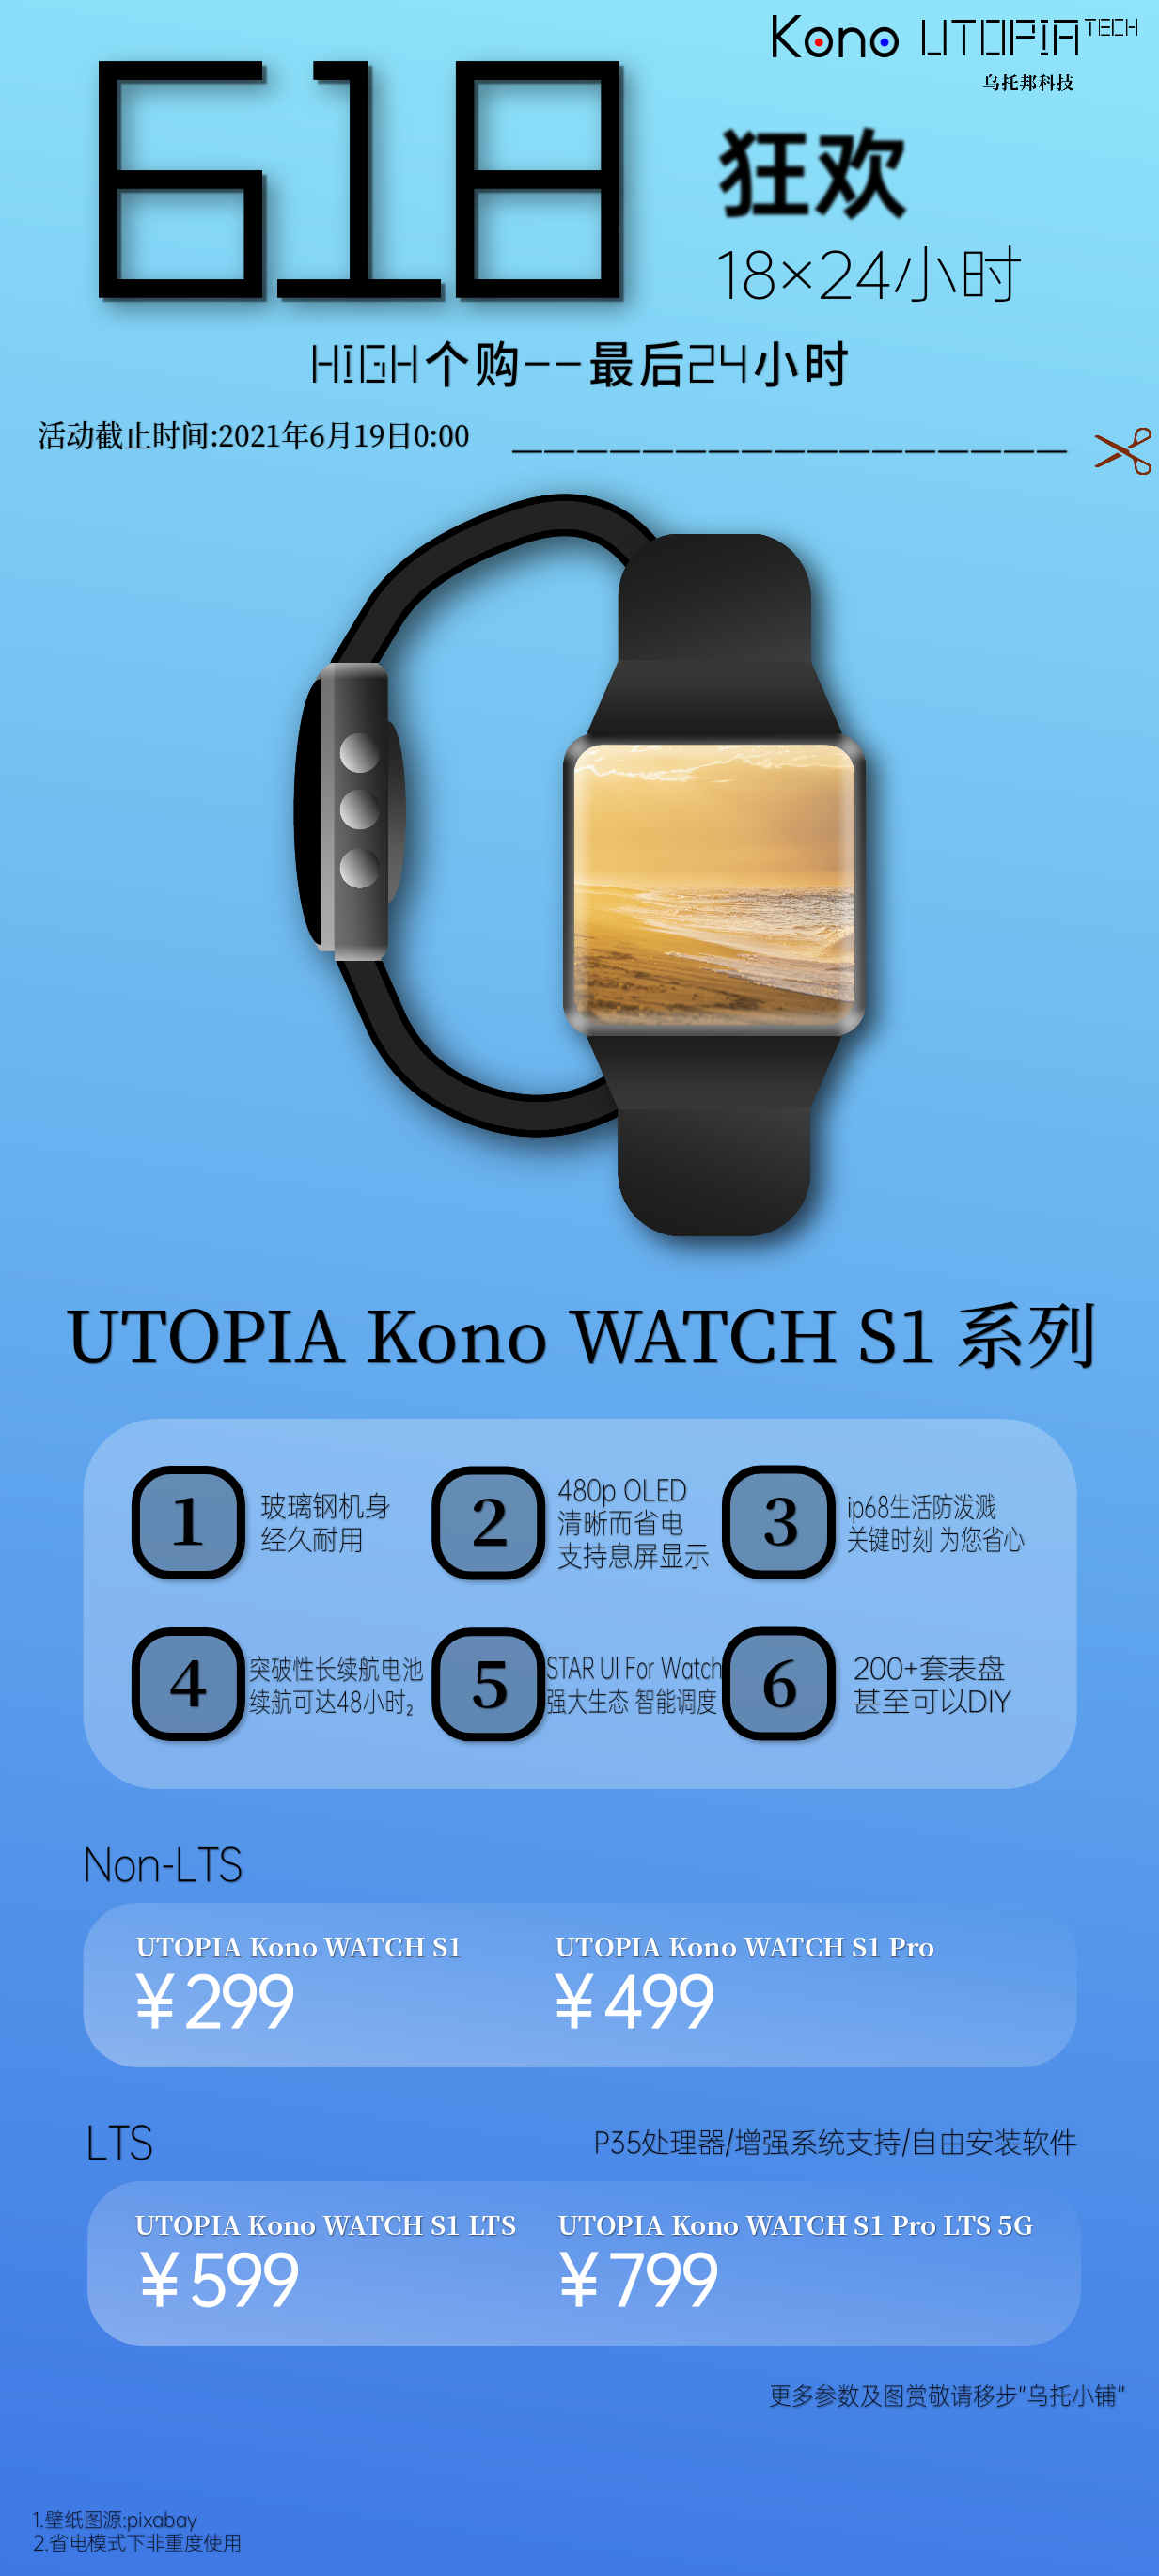 Kono UTOPIA TECH
乌托邦科技
618
狂欢
18×24小时
HIGH个购--最后24小时
活动截止时间:2021年6月19日0:00
UTOPIA Kono WATCH S1 系列
1
玻璃钢机身
经久耐用
2
480p OLED
清晰而省电
支持息屏显示
3
ip68生活防泼溅
关键时刻 为您省心
4
突破性长续航电池
续航可达48小时₂
5
STAR UI For Watch
强大生态 智能调度
6
200+套表盘
甚至可以DIY
Non-LTS
UTOPIA Kono WATCH S1
¥299
UTOPIA Kono WATCH S1 Pro
¥499
LTS
P35处理器/增强系统支持/自由安装软件
UTOPIA Kono WATCH S1 LTS
¥599
UTOPIA Kono WATCH S1 Pro LTS 5G
¥799
更多参数及图赏敬请移步“乌托小铺”
1.壁纸图源:pixabay
2.省电模式下非重度使用